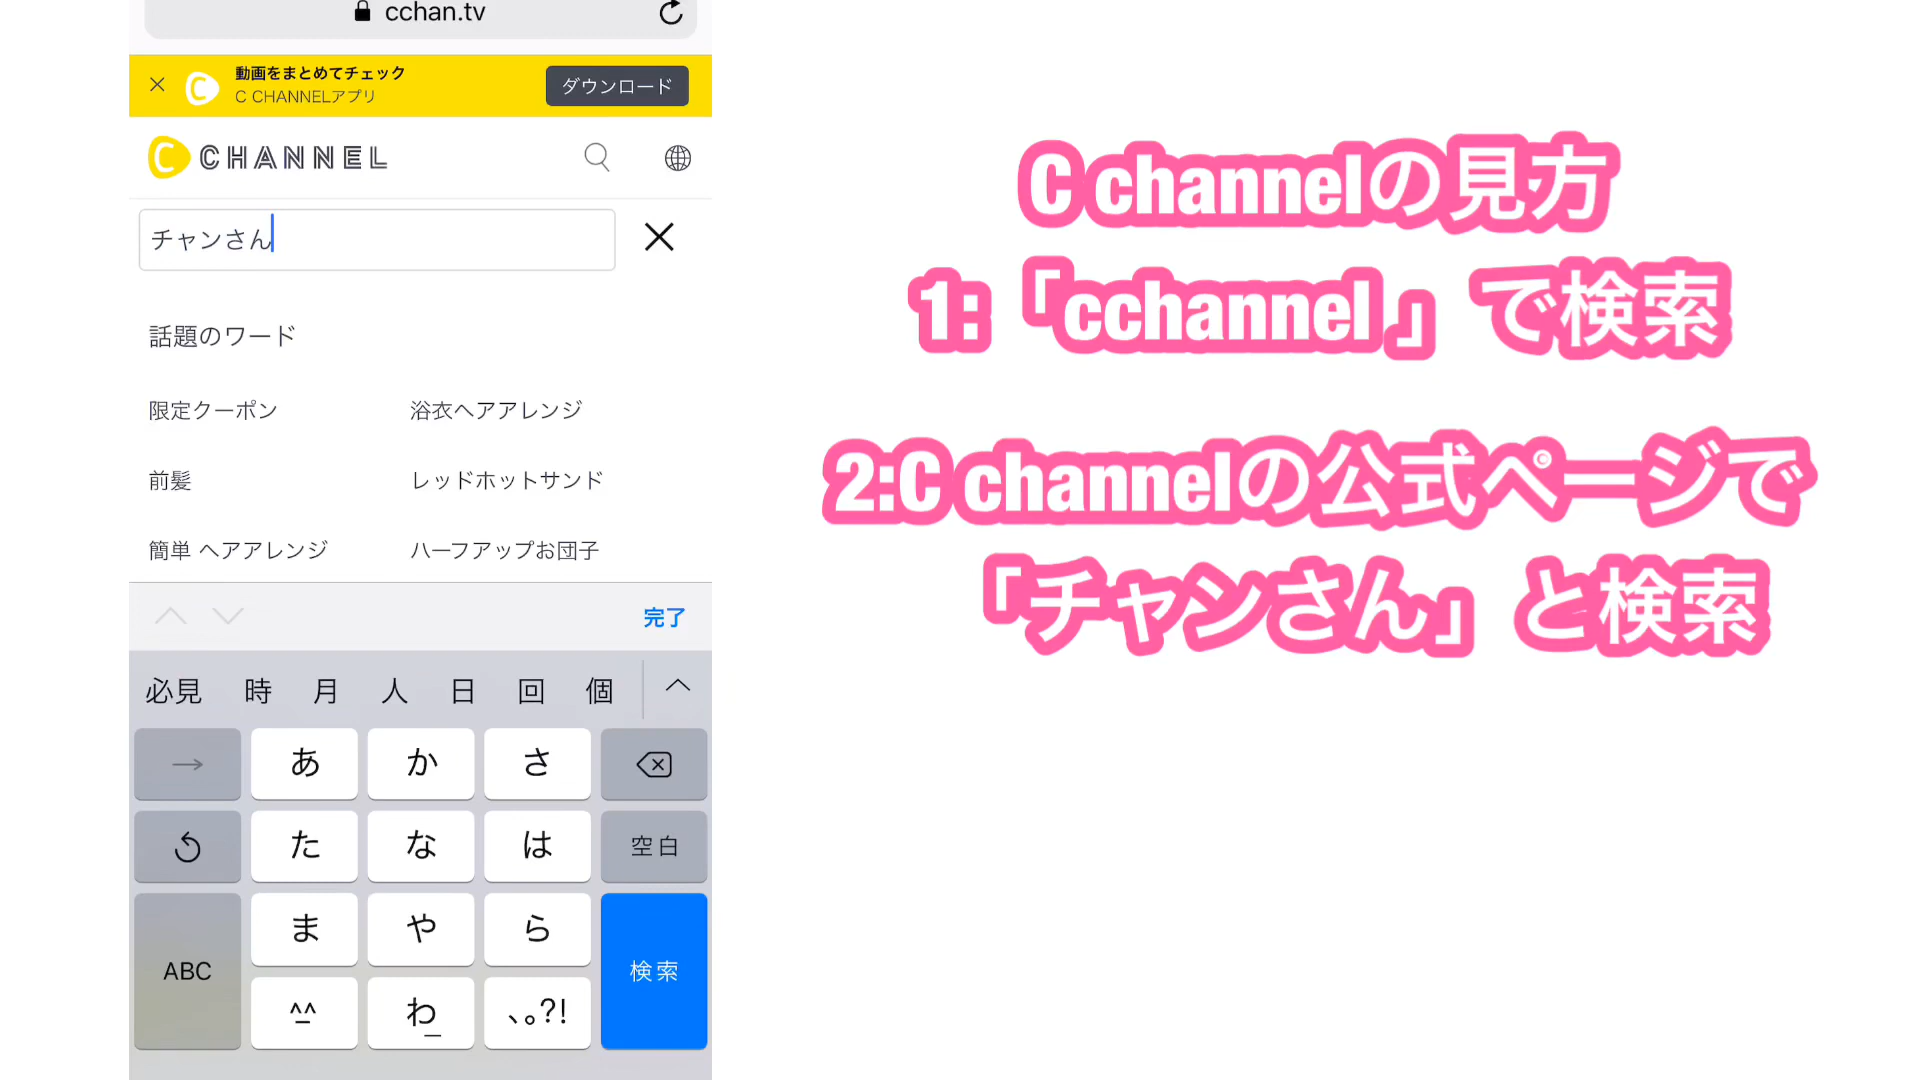 cchan.tv
動画をまとめてチェック
C CHANNELアプリ
ダウンロード
C CHANNEL
チャンさん
話題のワード
限定クーポン
浴衣ヘアアレンジ
前髪
レッドホットサンド
簡単 ヘアアレンジ
ハーフアップお団子
完了
必見 時 月 人 日 回 個
あ か さ
た な は 空白
ま や ら
ABC 検索
^^ わ 、。?!
C channelの見方
1:「cchannel」で検索
2:C channelの公式ページで
「チャンさん」と検索